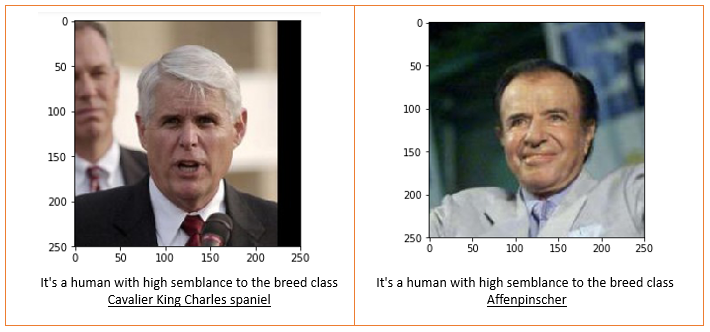 0
50
100
150
200
250
0 50 100 150 200 250
It's a human with high semblance to the breed class
Cavalier King Charles spaniel
0
50
100
150
200
250
0 50 100 150 200 250
It's a human with high semblance to the breed class
Affenpinscher